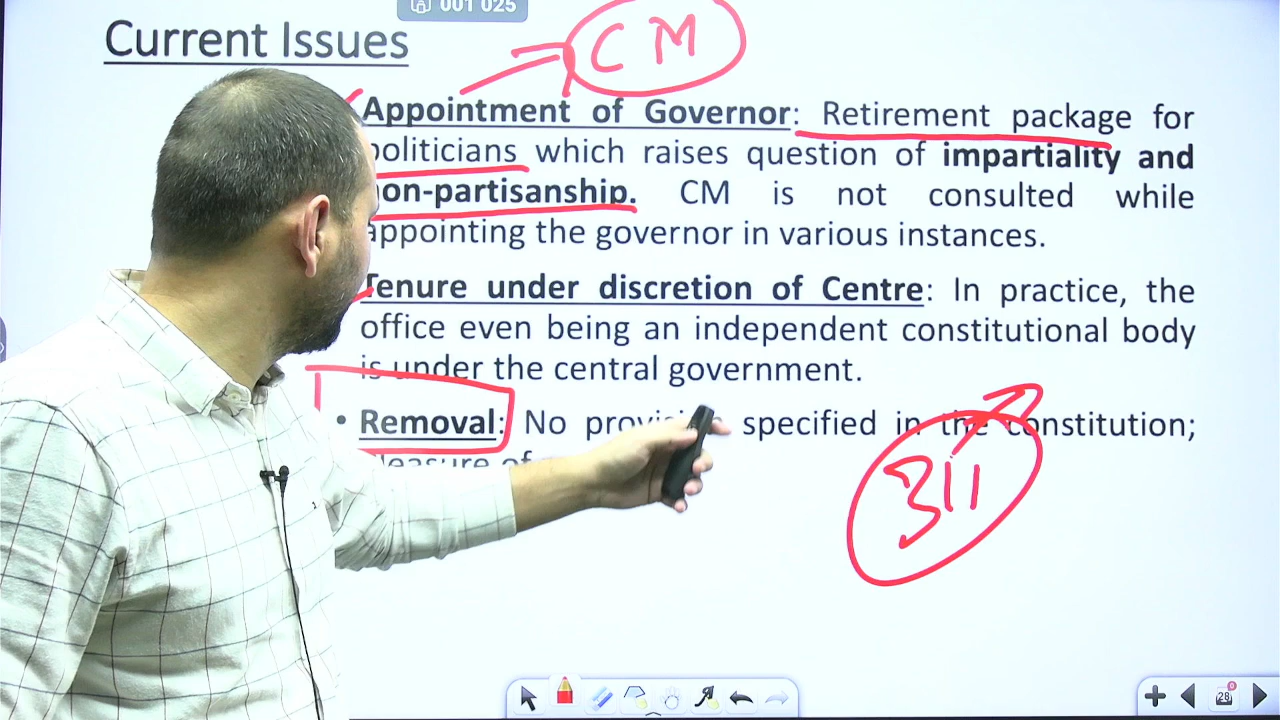 001 025
Current Issues
CM
Appointment of Governor: Retirement package for
politicians which raises question of impartiality and
non-partisanship. CM is not consulted while
appointing the governor in various instances.
Tenure under discretion of Centre: In practice, the
office even being an independent constitutional body
is under the central government.
• Removal: No specified in the constitution;
311
28